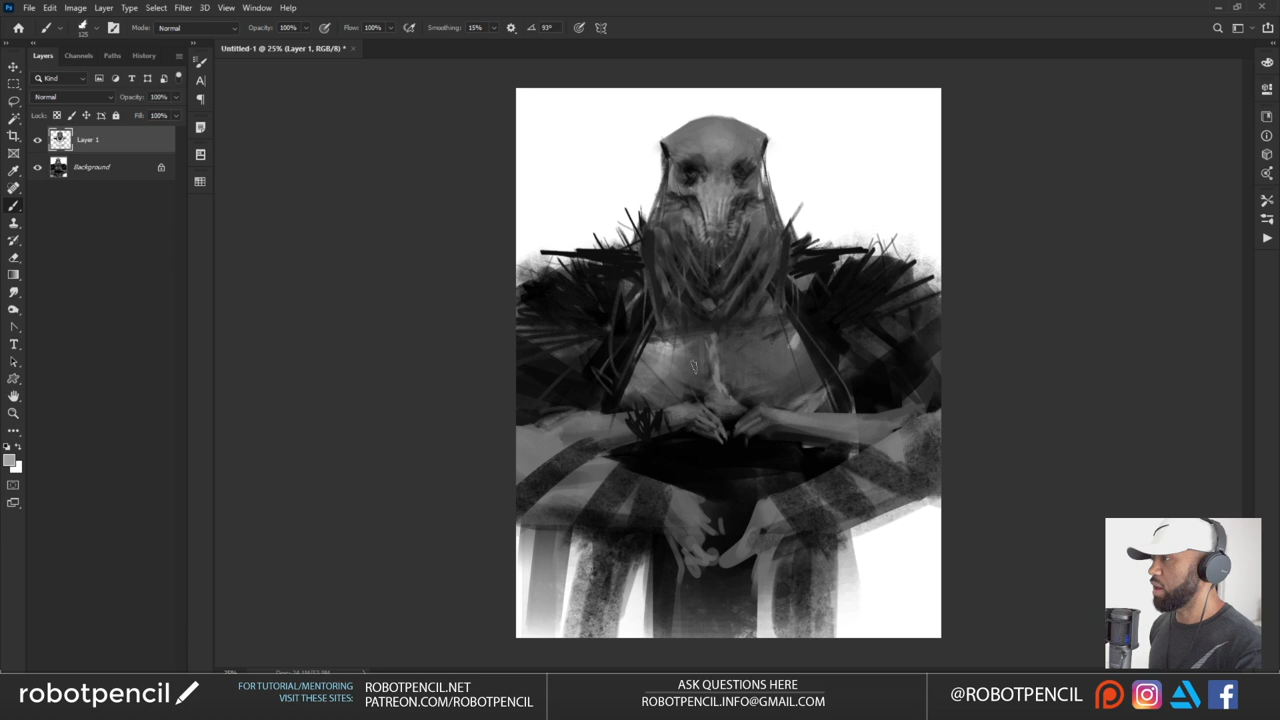 Ps File Edit Image Layer Type Select Filter 3D View Window Help
125 Mode: Normal Opacity: 100% Flow: 100% Smoothing: 15% 93°
Layers Channels Paths History
Untitled-1 @ 25% (Layer 1, RGB/8) *
Kind
Normal Opacity: 100%
Lock: Fill: 100%
Layer 1
Background
robotpencil
FOR TUTORIAL/MENTORING
VISIT THESE SITES:
ROBOTPENCIL.NET
PATREON.COM/ROBOTPENCIL
ASK QUESTIONS HERE
ROBOTPENCIL.INFO@GMAIL.COM
@ROBOTPENCIL